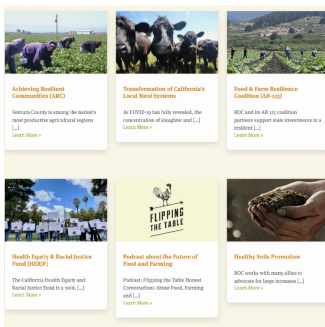 Achieving Resilient
Communities (ARC)
Ventura County is among the nation's
most productive agricultural regions
[...]
Learn More »
Transformation of California's
Local Meat Systems
As COVID-19 has fully revealed, the
concentration of slaughter and [...]
Learn More »
Food & Farm Resilience
Coalition (AB-125)
ROC and its AB 125 coalition
partners support state investments in a
resilient [...]
Learn More »
Health Equity & Racial Justice
Fund (HERJF)
The California Health Equity and
Racial Justice Fund is a bold, [...]
Learn More »
FLIPPING
THE TABLE
Podcast about the Future of
Food and Farming
Podcast: Flipping the Table Honest
Conversations About Food, Farming
and [...]
Learn More »
Healthy Soils Promotion
ROC works with many allies to
advocate for large increases [...]
Learn More »